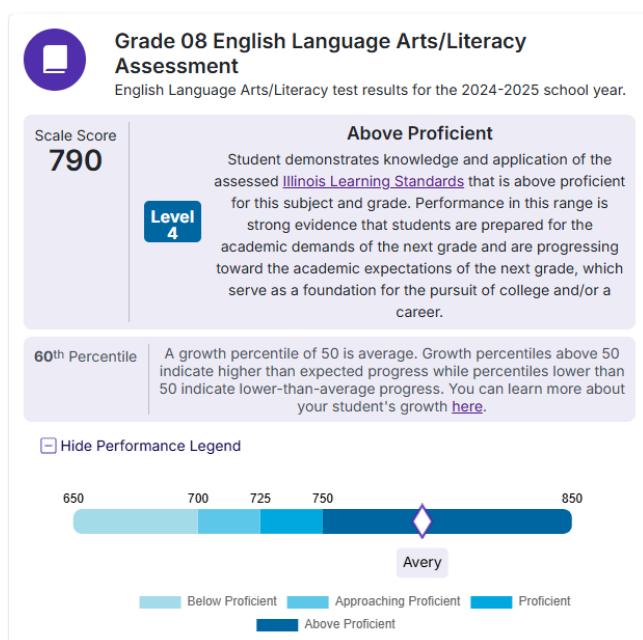 Grade 08 English Language Arts/Literacy
Assessment
English Language Arts/Literacy test results for the 2024-2025 school year.
Scale Score
790
Level
4
Above Proficient
Student demonstrates knowledge and application of the
assessed Illinois Learning Standards that is above proficient
for this subject and grade. Performance in this range is
strong evidence that students are prepared for the
academic demands of the next grade and are progressing
toward the academic expectations of the next grade, which
serve as a foundation for the pursuit of college and/or a
career.
60th Percentile
A growth percentile of 50 is average. Growth percentiles above 50
indicate higher than expected progress while percentiles lower than
50 indicate lower-than-average progress. You can learn more about
your student's growth here.
Hide Performance Legend
650 700 725 750 850
Avery
Below Proficient Approaching Proficient Proficient
Above Proficient